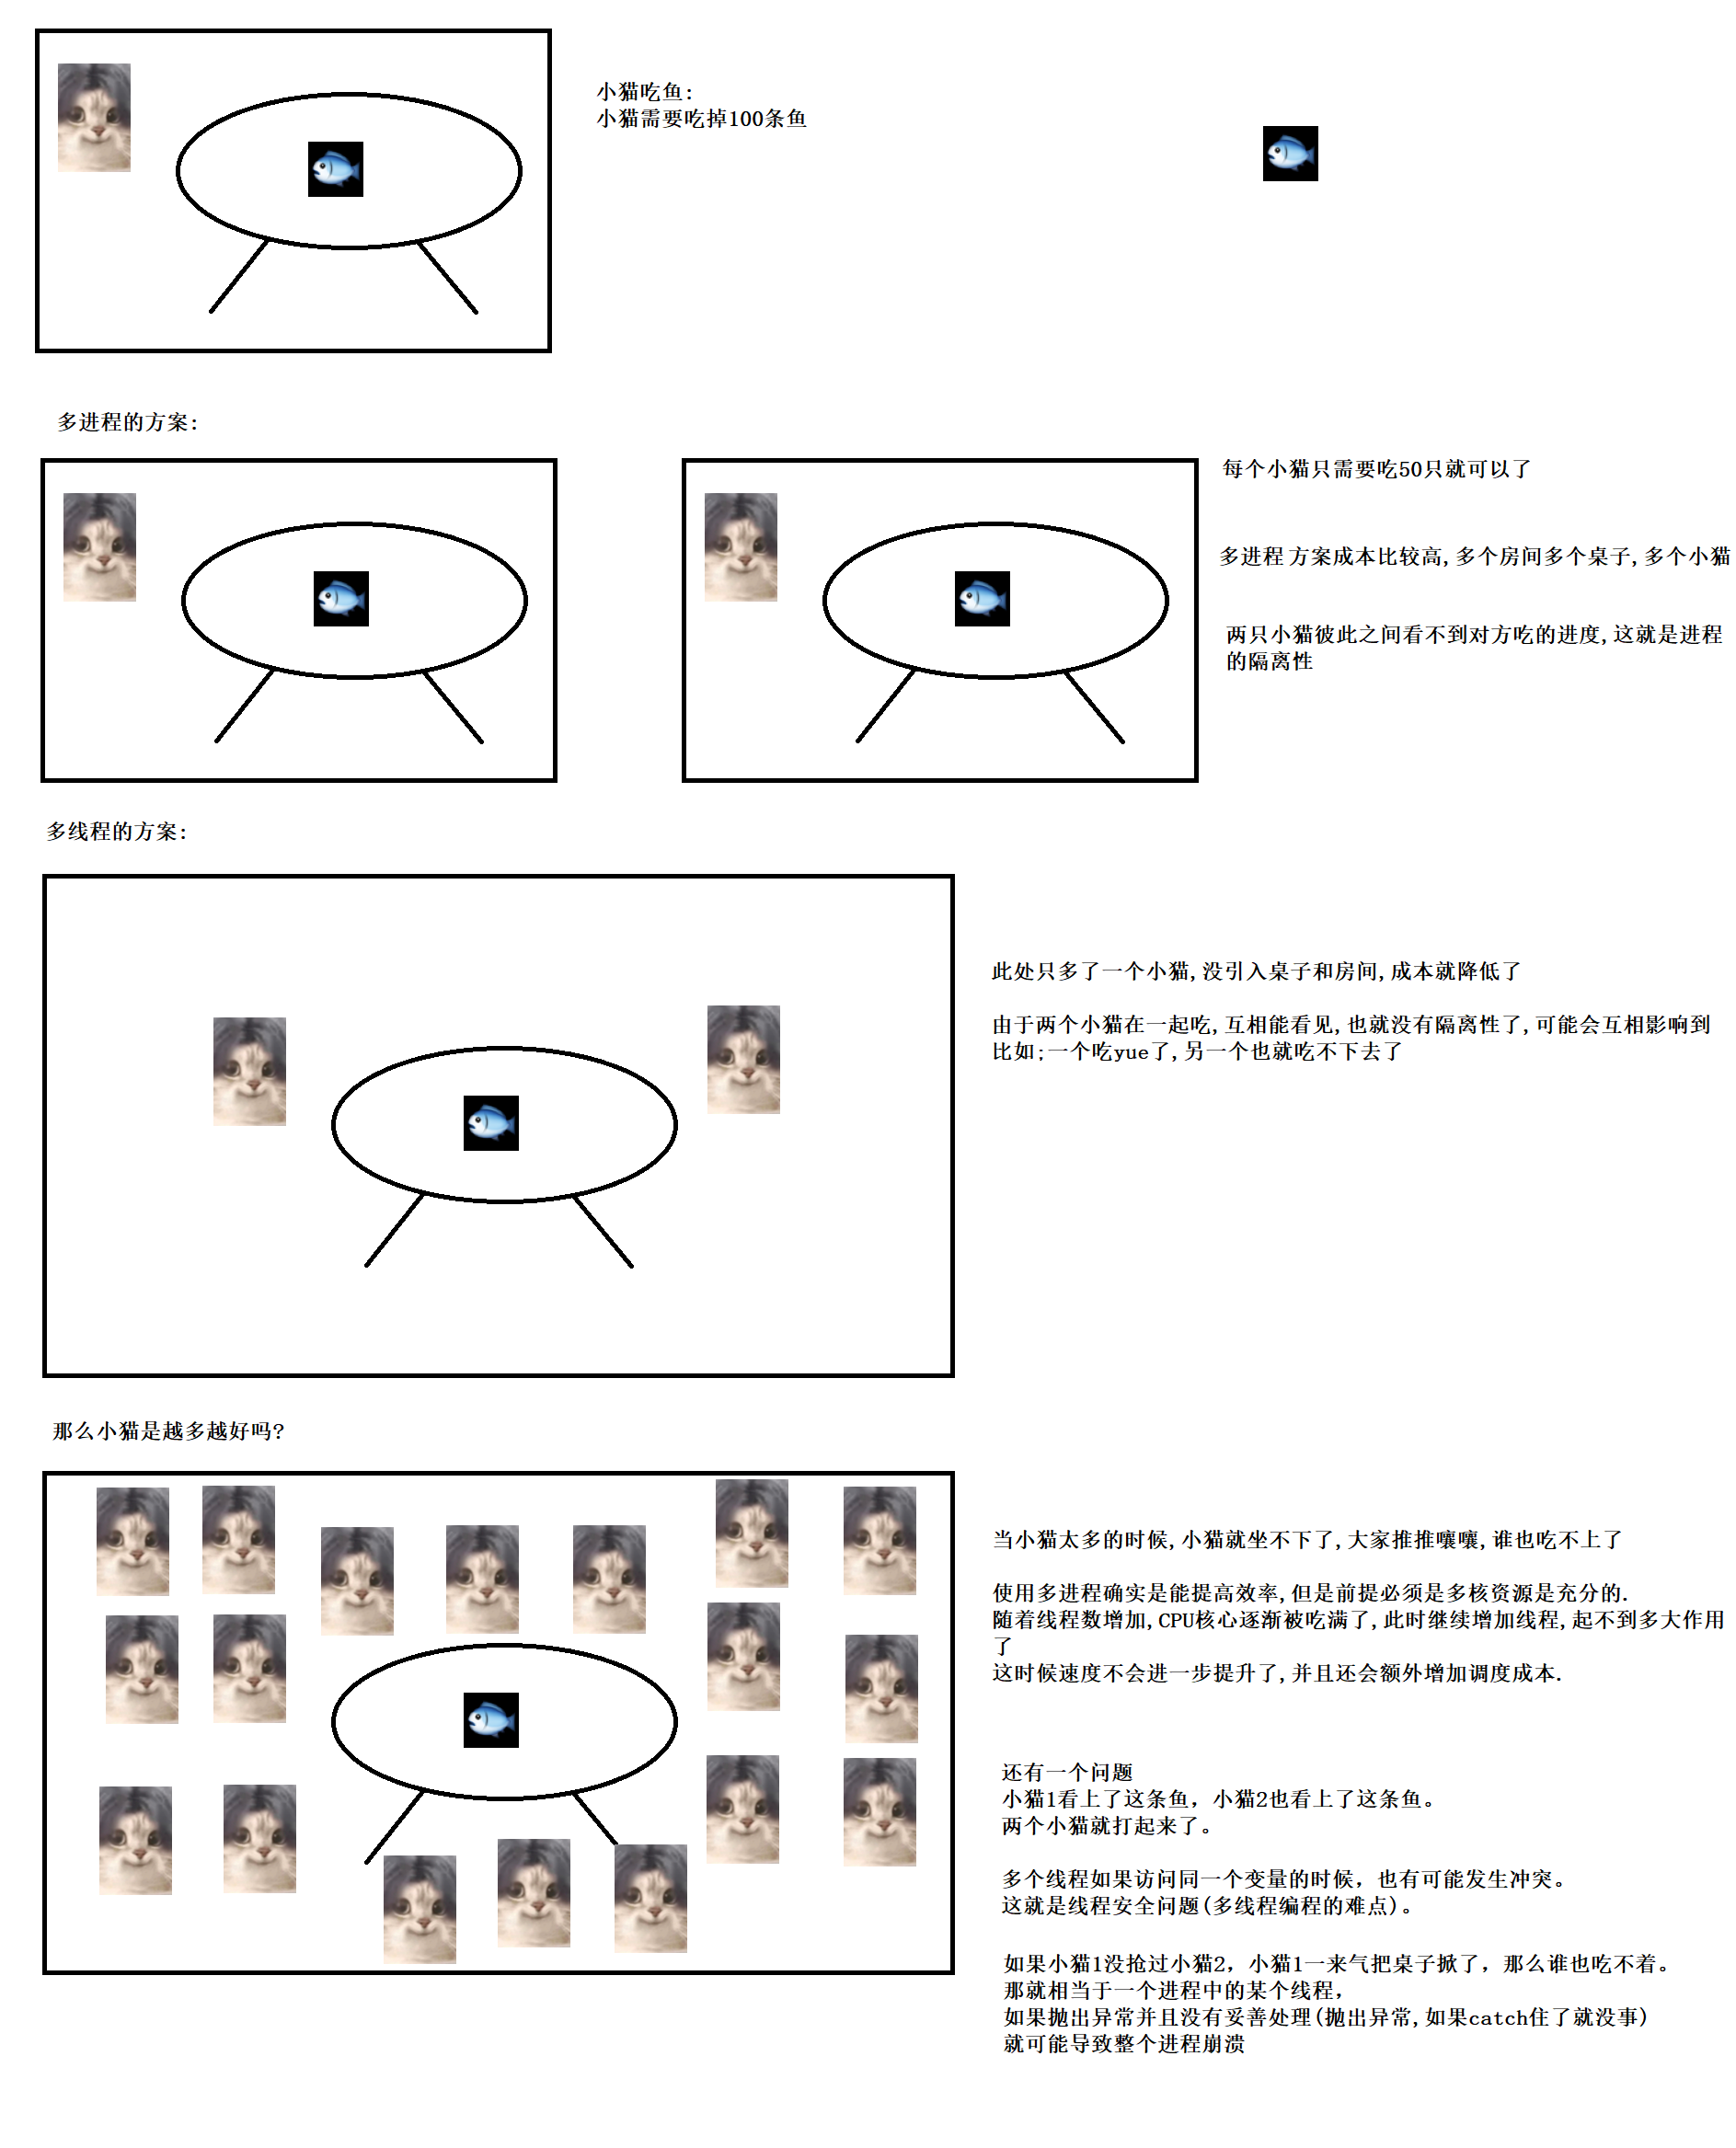 小猫吃鱼:
小猫需要吃掉100条鱼
多进程的方案:
每个小猫只需要吃50只就可以了
多进程方案成本比较高,多个房间多个桌子,多个小猫
两只小猫彼此之间看不到对方吃的进度,这就是进程
的隔离性
多线程的方案:
此处只多了一个小猫,没引入桌子和房间,成本就降低了
由于两个小猫在一起吃,互相能看见,也就没有隔离性了,可能会互相影响到
比如;一个吃yue了,另一个也就吃不下去了
那么小猫是越多越好吗?
当小猫太多的时候,小猫就坐不下了,大家推推嚷嚷,谁也吃不上了
使用多进程确实是能提高效率,但是前提必须是多核资源是充分的.
随着线程数增加,CPU核心逐渐被吃满了,此时继续增加线程,起不到多大作用
了
这时候速度不会进一步提升了,并且还会额外增加调度成本.
还有一个问题
小猫1看上了这条鱼，小猫2也看上了这条鱼。
两个小猫就打起来了。
多个线程如果访问同一个变量的时候，也有可能发生冲突。
这就是线程安全问题(多线程编程的难点)。
如果小猫1没抢过小猫2，小猫1一来气把桌子掀了，那么谁也吃不着。
那就相当于一个进程中的某个线程，
如果抛出异常并且没有妥善处理(抛出异常,如果catch住了就没事)
就可能导致整个进程崩溃